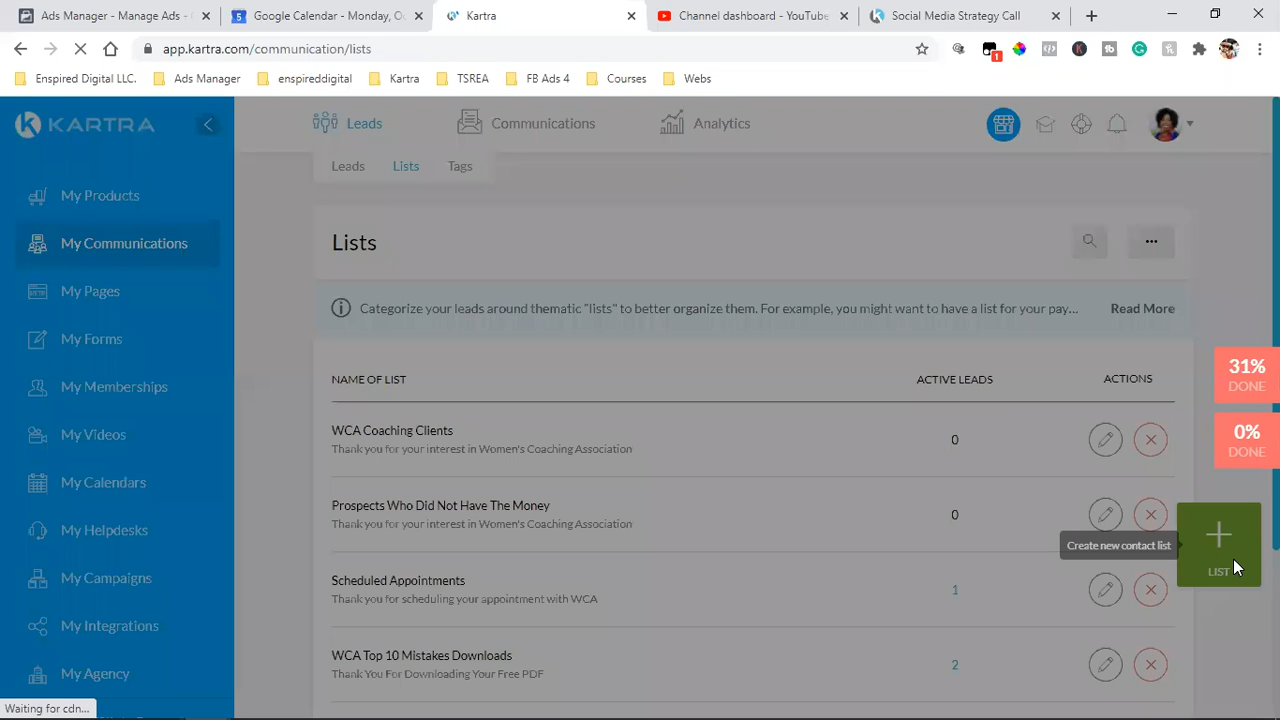 Ads Manager - Manage Ads -
Google Calendar - Monday, O
Kartra
Channel dashboard - YouTube
Social Media Strategy Call
app.kartra.com/communication/lists
1
Enspired Digital LLC.
Ads Manager
enspireddigital
Kartra
TSREA
FB Ads 4
Courses
Webs
KARTRA
Leads
Communications
Analytics
Leads
Lists
Tags
My Products
My Communications
My Pages
My Forms
My Memberships
My Videos
My Calendars
My Helpdesks
My Campaigns
My Integrations
My Agency
Lists
Categorize your leads around thematic "lists" to better organize them. For example, you might want to have a list for your pay...
Read More
NAME OF LIST
ACTIVE LEADS
ACTIONS
WCA Coaching Clients
Thank you for your interest in Women's Coaching Association
0
Prospects Who Did Not Have The Money
Thank you for your interest in Women's Coaching Association
0
Scheduled Appointments
Thank you for scheduling your appointment with WCA
1
WCA Top 10 Mistakes Downloads
Thank You For Downloading Your Free PDF
2
31%
DONE
0%
DONE
Create new contact list
LIST
Waiting for cdn...